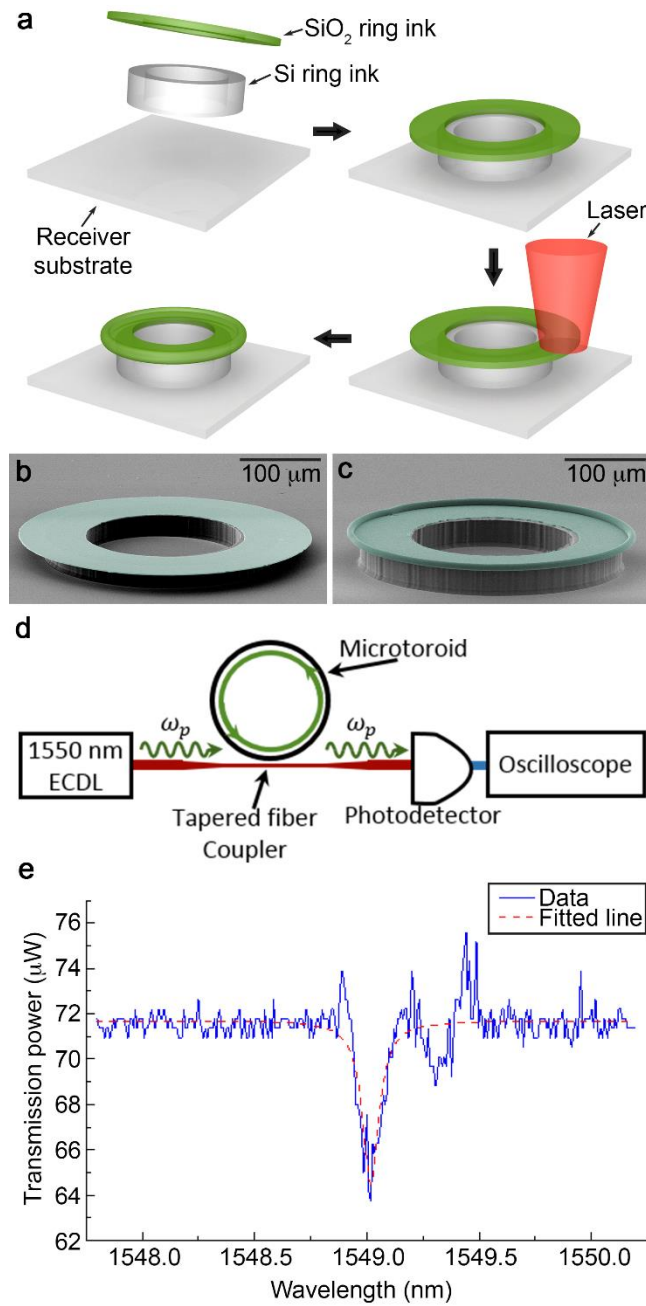 a
SiO₂ ring ink
Si ring ink
Receiver
substrate
Laser
b
100 μm
c
100 μm
d
Microtoroid
ωₚ
ωₚ
1550 nm
ECDL
Oscilloscope
Tapered fiber
Coupler
Photodetector
e
Data
Fitted line
Transmission power (μW)
76
74
72
71
68
66
64
62
1548.0
1548.5
1549.0
1549.5
1550.0
Wavelength (nm)